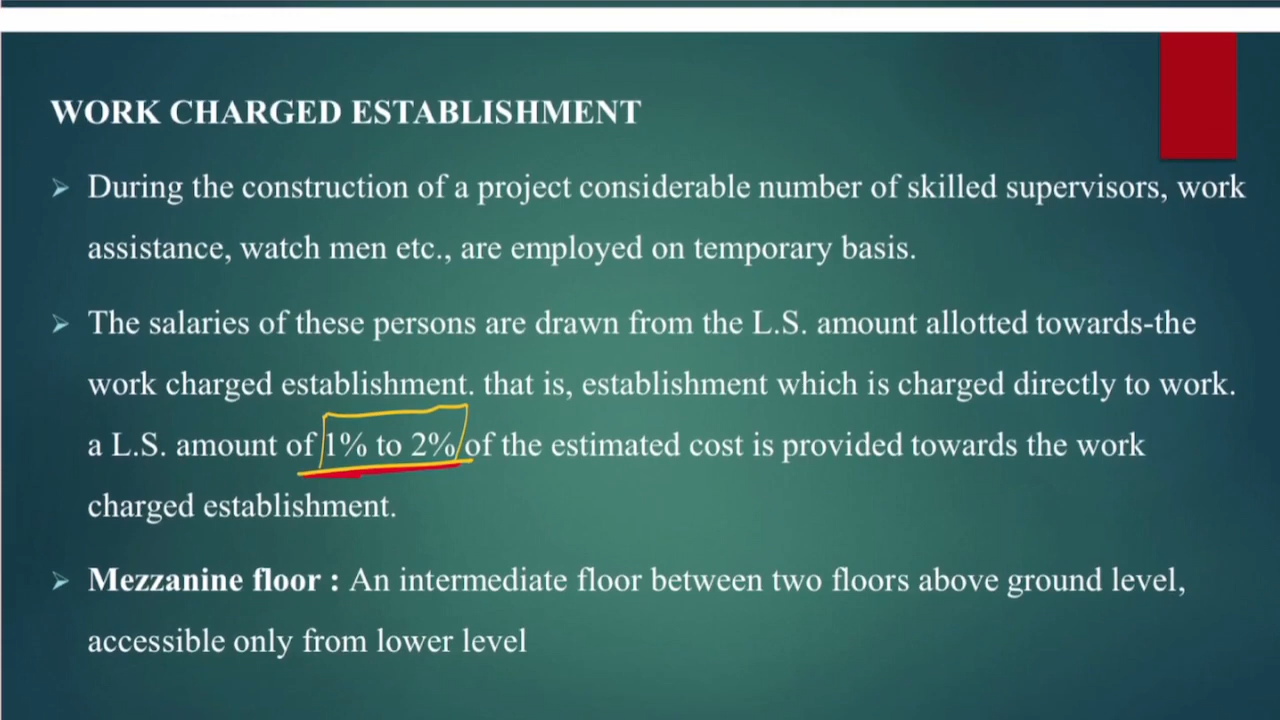 WORK CHARGED ESTABLISHMENT
During the construction of a project considerable number of skilled supervisors, work
assistance, watch men etc., are employed on temporary basis.
The salaries of these persons are drawn from the L.S. amount allotted towards-the
work charged establishment. that is, establishment which is charged directly to work.
a L.S. amount of 1% to 2% of the estimated cost is provided towards the work
charged establishment.
Mezzanine floor : An intermediate floor between two floors above ground level,
accessible only from lower level